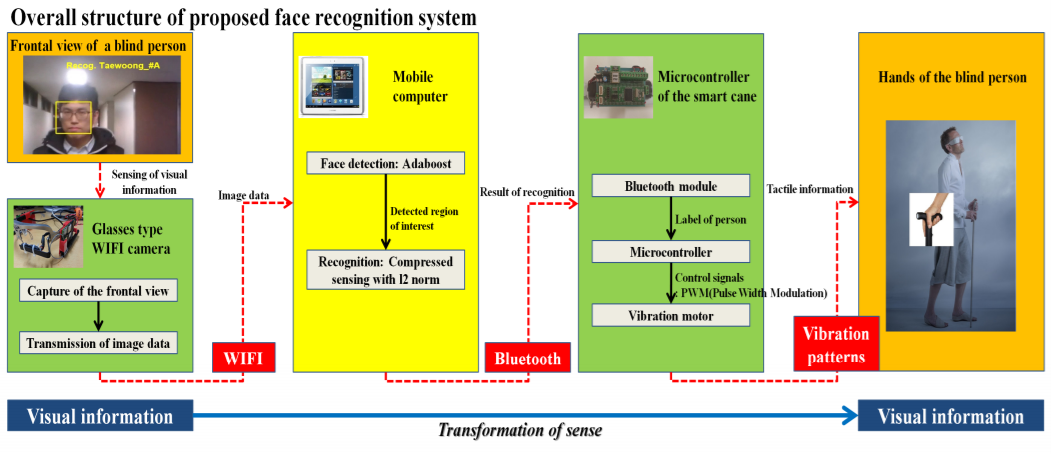 Overall structure of proposed face recognition system
Frontal view of a blind person
Recog. Taewoong_#A
Sensing of visual
information
Glasses type
WIFI camera
Capture of the frontal view
Transmission of image data
Image data
WIFI
Mobile
computer
Face detection: Adaboost
Detected region
of interest
Recognition: Compressed
sensing with l2 norm
Result of recognition
Bluetooth
Microcontroller
of the smart cane
Bluetooth module
Label of person
Microcontroller
Control signals
: PWM(Pulse Width Modulation)
Vibration motor
Tactile information
Vibration
patterns
Hands of the blind person
Visual information
Transformation of sense
Visual information